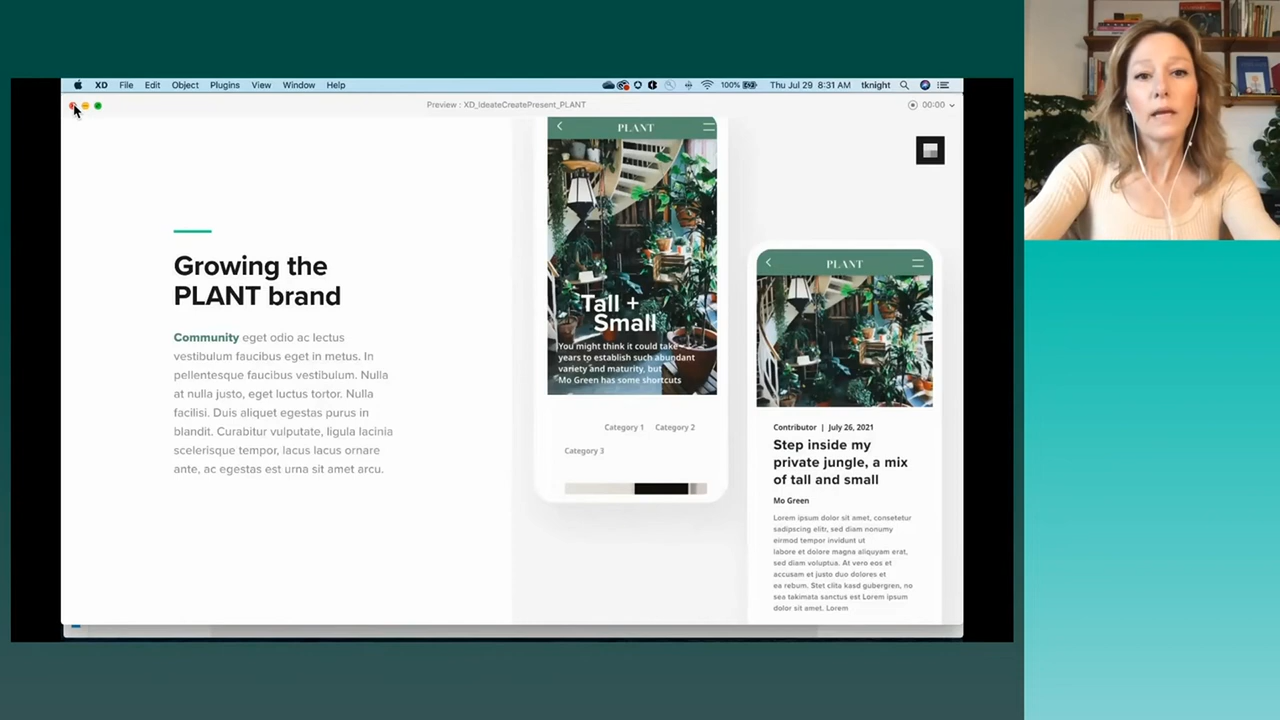 XD File Edit Object Plugins View Window Help 100% Thu Jul 29 8:31 AM tknight
Preview : XD_IdeateCreatePresent_PLANT
00:00
Growing the
PLANT brand
Community eget odio ac lectus
vestibulum faucibus eget in metus. In
pellentesque faucibus vestibulum. Nulla
at nulla justo, eget luctus tortor. Nulla
facilisi. Duis aliquet egestas purus in
blandit. Curabitur vulputate, ligula lacinia
scelerisque tempor, lacus lacus ornare
ante, ac egestas est urna sit amet arcu.
PLANT
Tall +
Small
You might think it could take
years to establish such abundant
variety and maturity, but
Mo Green has some shortcuts
Category 1 Category 2
Category 3
PLANT
Contributor | July 26, 2021
Step inside my
private jungle, a mix
of tall and small
Mo Green
Lorem ipsum dolor sit amet, consetetur
sadipscing elitr, sed diam nonumy
eirmod tempor invidunt ut
labore et dolore magna aliquyam erat,
sed diam voluptua. At vero eos et
accusam et justo duo dolores et
ea rebum. Stet clita kasd gubergren, no
sea takimata sanctus est Lorem ipsum
dolor sit amet. Lorem